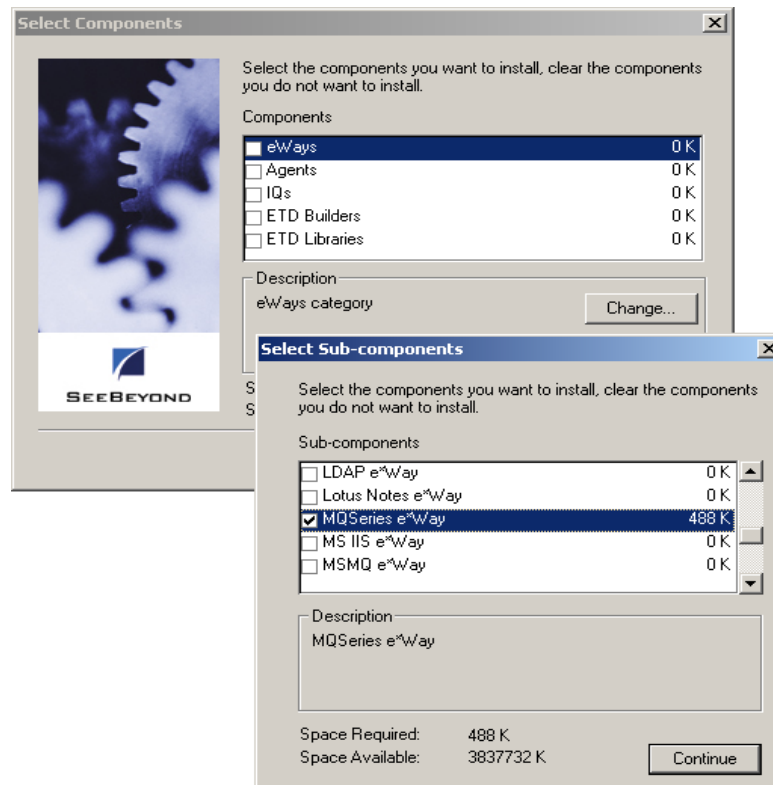 Select Components
Select the components you want to install, clear the components
you do not want to install.
Components
eWays 0 K
Agents 0 K
IQs 0 K
ETD Builders 0 K
ETD Libraries 0 K
Description
eWays category
Change...
SEEBEYOND
S
S
Select Sub-components
Select the components you want to install, clear the components
you do not want to install.
Sub-components
LDAP e*Way 0 K
Lotus Notes e*Way 0 K
MQSeries e*Way 488 K
MS IIS e*Way 0 K
MSMQ e*Way 0 K
Description
MQSeries e*Way
Space Required: 488 K
Space Available: 3837732 K
Continue